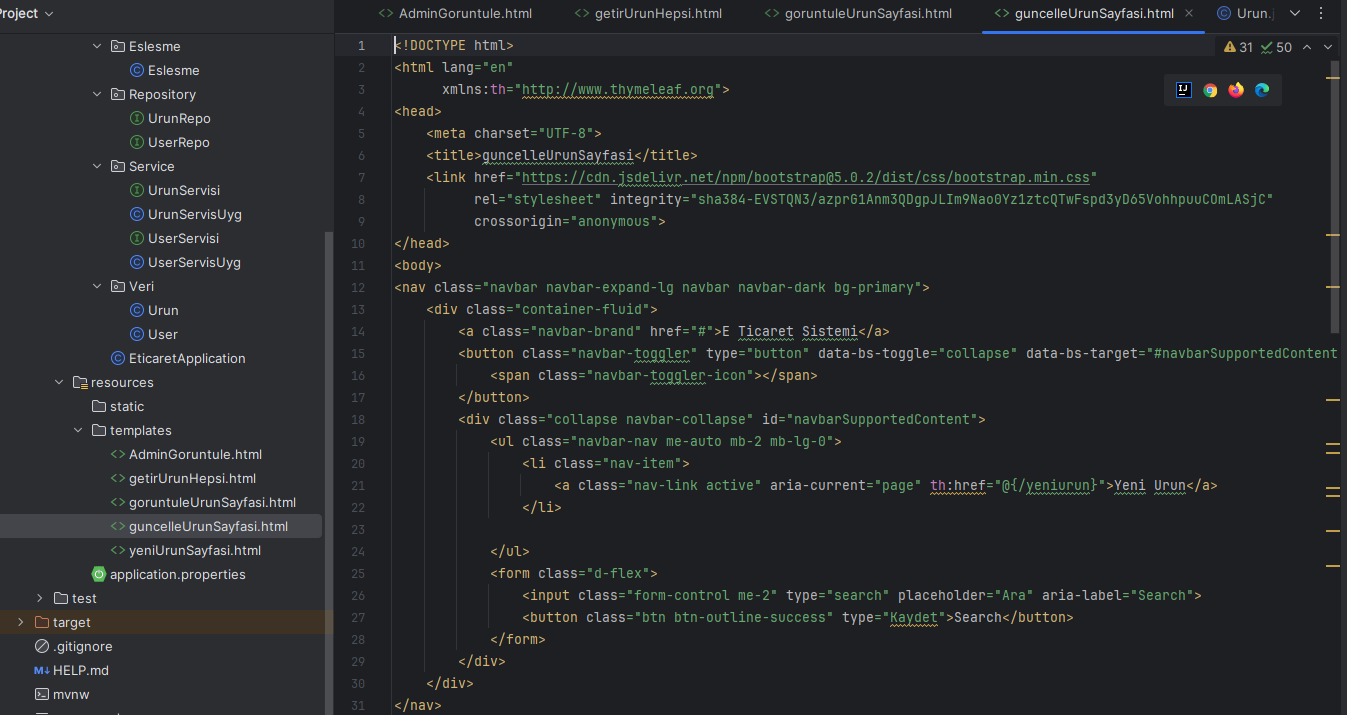 Project
Eslesme
Eslesme
Repository
UrunRepo
UserRepo
Service
UrunServisi
UrunServisUyg
UserServisi
UserServisUyg
Veri
Urun
User
EticaretApplication
resources
static
templates
AdminGoruntule.html
getirUrunHepsi.html
goruntuleUrunSayfasi.html
guncelleUrunSayfasi.html
yeniUrunSayfasi.html
application.properties
test
target
.gitignore
HELP.md
mvnw
AdminGoruntule.html getirUrunHepsi.html goruntuleUrunSayfasi.html guncelleUrunSayfasi.html Urun.j
31 50
1 <!DOCTYPE html>
2 <html lang="en"
3 xmlns:th="http://www.thymeleaf.org">
4 <head>
5 <meta charset="UTF-8">
6 <title>guncelleUrunSayfasi</title>
7 <link href="https://cdn.jsdelivr.net/npm/bootstrap@5.0.2/dist/css/bootstrap.min.css"
8 rel="stylesheet" integrity="sha384-EVSTQN3/azprG1Anm3QDgpJLIm9Nao0Yz1ztcQTwFspd3yD65VohhpuuCOmLASjC"
9 crossorigin="anonymous">
10 </head>
11 <body>
12 <nav class="navbar navbar-expand-lg navbar navbar-dark bg-primary">
13 <div class="container-fluid">
14 <a class="navbar-brand" href="#">E Ticaret Sistemi</a>
15 <button class="navbar-toggler" type="button" data-bs-toggle="collapse" data-bs-target="#navbarSupportedContent
16 <span class="navbar-toggler-icon"></span>
17 </button>
18 <div class="collapse navbar-collapse" id="navbarSupportedContent">
19 <ul class="navbar-nav me-auto mb-2 mb-lg-0">
20 <li class="nav-item">
21 <a class="nav-link active" aria-current="page" th:href="@{/yeniurun}">Yeni Urun</a>
22 </li>
23
24 </ul>
25 <form class="d-flex">
26 <input class="form-control me-2" type="search" placeholder="Ara" aria-label="Search">
27 <button class="btn btn-outline-success" type="Kaydet">Search</button>
28 </form>
29 </div>
30 </div>
31 </nav>